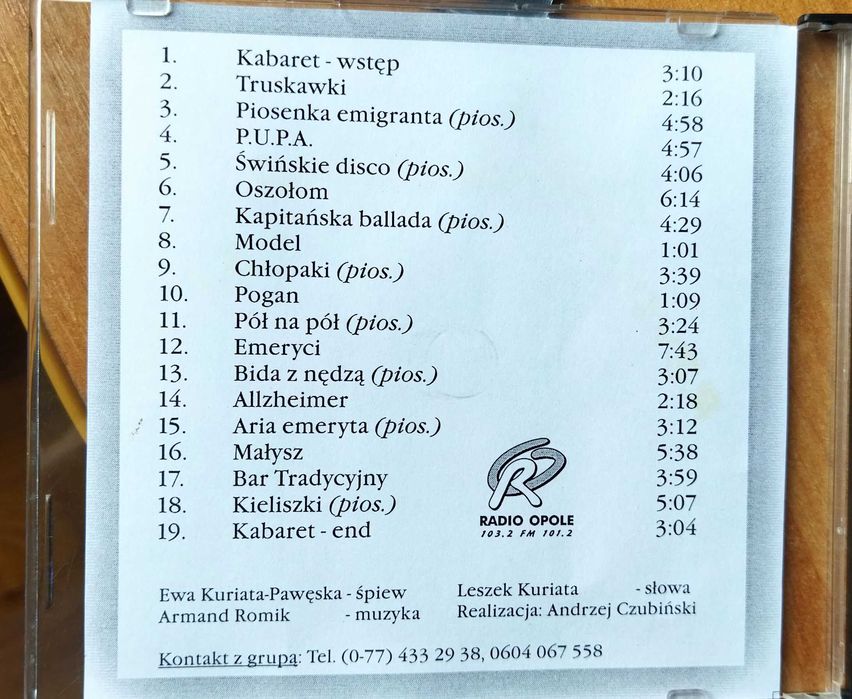 1. Kabaret - wstęp 3:10
2. Truskawki 2:16
3. Piosenka emigranta (pios.) 4:58
4. P.U.P.A. 4:57
5. Świńskie disco (pios.) 4:06
6. Oszołom 6:14
7. Kapitańska ballada (pios.) 4:29
8. Model 1:01
9. Chłopaki (pios.) 3:39
10. Pogan 1:09
11. Pół na pół (pios.) 3:24
12. Emeryci 7:43
13. Bida z nędzą (pios.) 3:07
14. Allzheimer 2:18
15. Aria emeryta (pios.) 3:12
16. Małysz 5:38
17. Bar Tradycyjny 3:59
18. Kieliszki (pios.) 5:07
19. Kabaret - end 3:04
RADIO OPOLE
103.2 FM 101.2
Ewa Kuriata-Pawęska - śpiew Leszek Kuriata - słowa
Armand Romik - muzyka Realizacja: Andrzej Czubiński
Kontakt z grupą: Tel. (0-77) 433 29 38, 0604 067 558